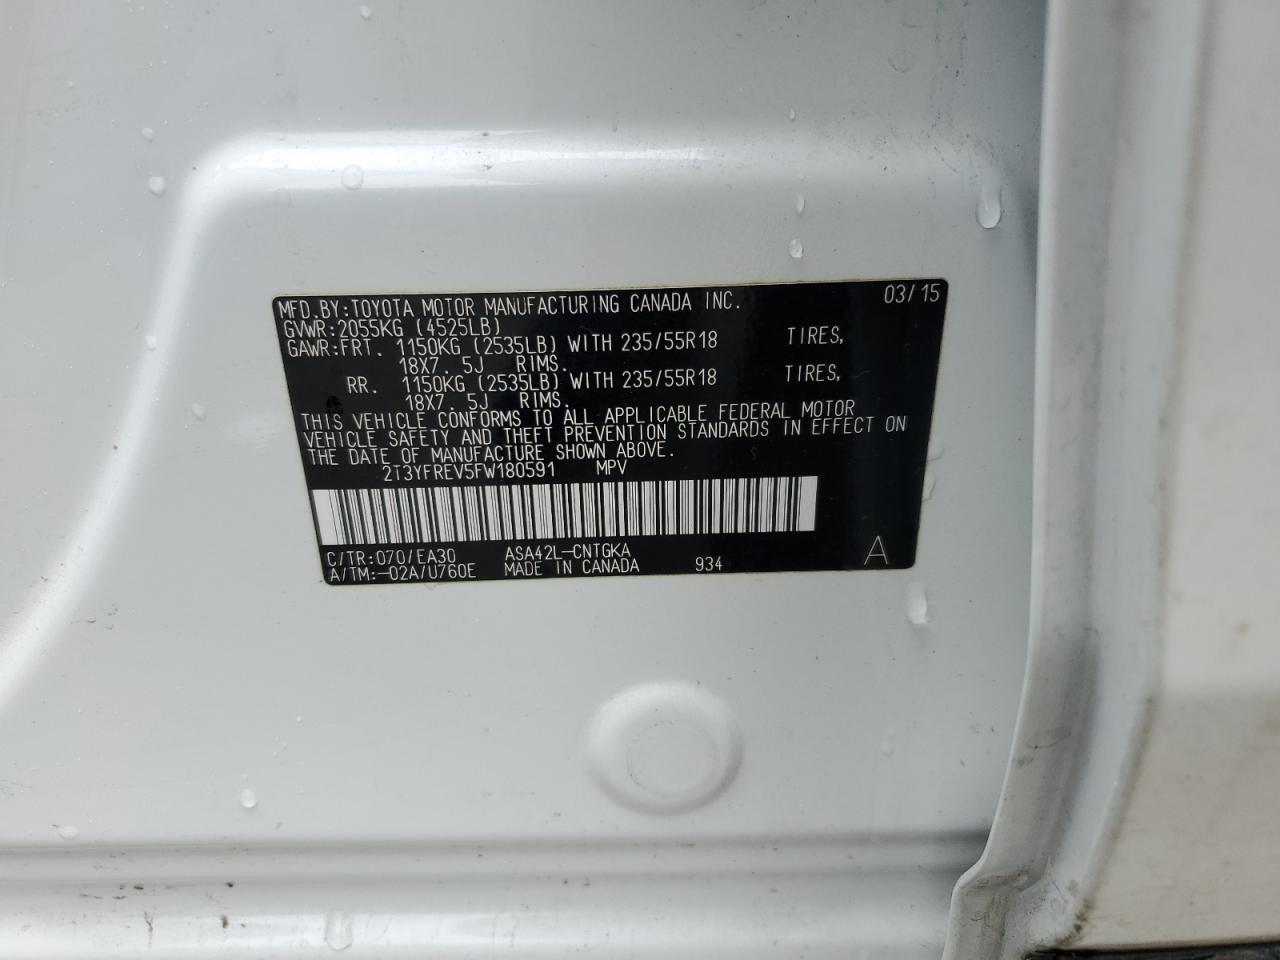 MFD.BY:TOYOTA MOTOR MANUFACTURING CANADA INC. 03/15
GVWR:2055KG (4525LB)
GAWR:FRT. 1150KG (2535LB) WITH 235/55R18 TIRES,
18X7. 5J RIMS.
RR. 1150KG (2535LB) WITH 235/55R18 TIRES,
18X7. 5J RIMS.
THIS VEHICLE CONFORMS TO ALL APPLICABLE FEDERAL MOTOR
VEHICLE SAFETY AND THEFT PREVENTION STANDARDS IN EFFECT ON
THE DATE OF MANUFACTURE SHOWN ABOVE.
2T3YFREV5FW180591 MPV
C/TR:070/EA30 ASA42L-CNTGKA
A/TM:-02A/U760E MADE IN CANADA 934 A